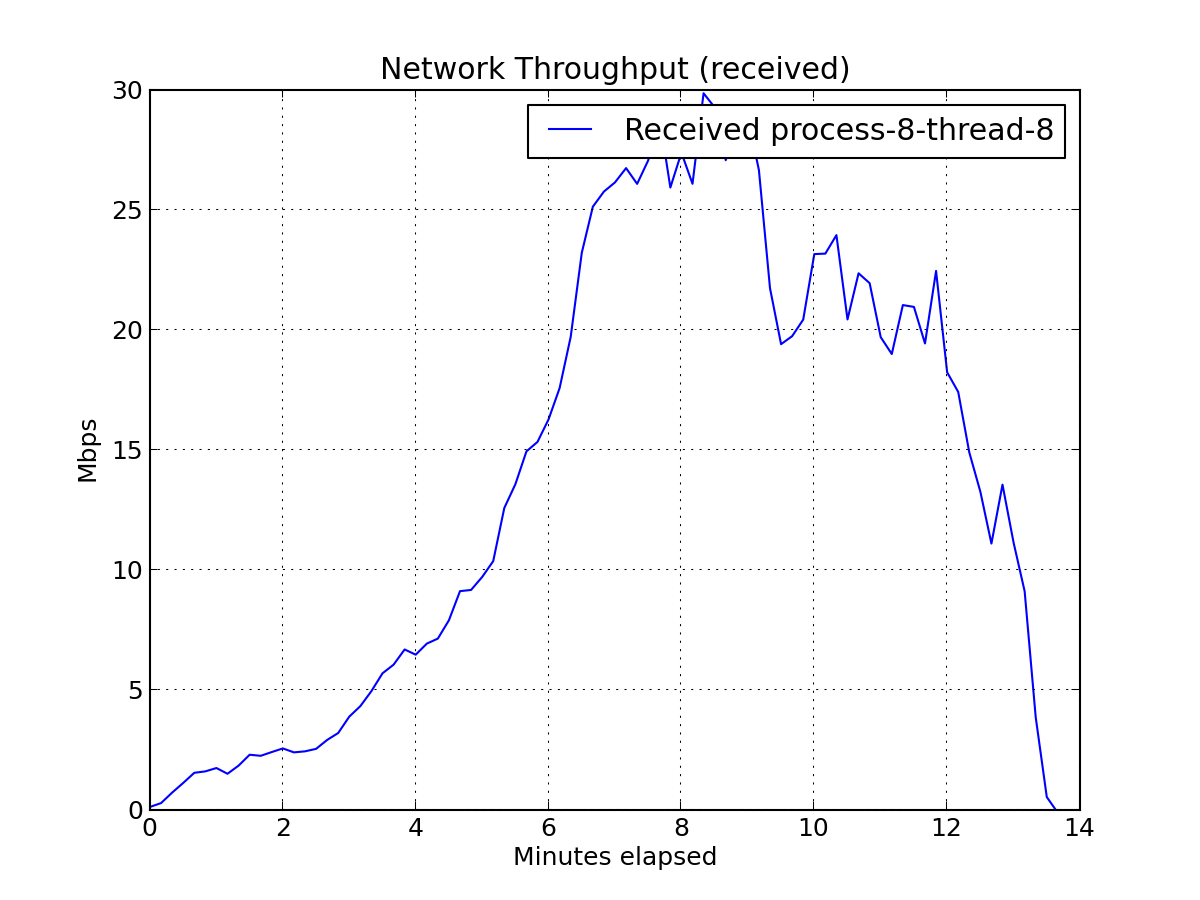 Network Throughput (received)
Received process-8-thread-8
30
25
20
15
10
5
0
Mbps
0 2 4 6 8 10 12 14
Minutes elapsed